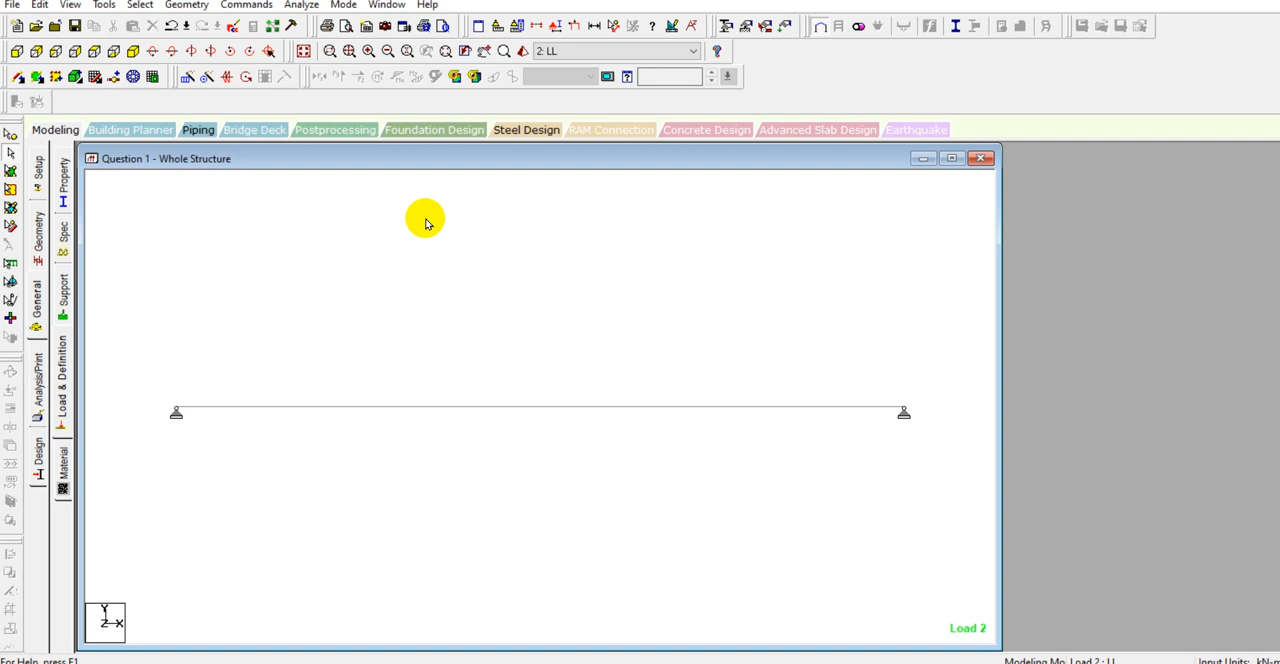 File Edit View Tools Select Geometry Commands Analyze Mode Window Help
2: LL
Modeling Building Planner Piping Bridge Deck Postprocessing Foundation Design Steel Design RAM Connection Concrete Design Advanced Slab Design Earthquake
Question 1 - Whole Structure
Setup
Geometry
General
Analysis/Print
Design
Property
Spec
Support
Load & Definition
Material
Y
Z X
Load 2
For Help, press F1
Modeling Mo Load 2 : LL Input Units: kN-m